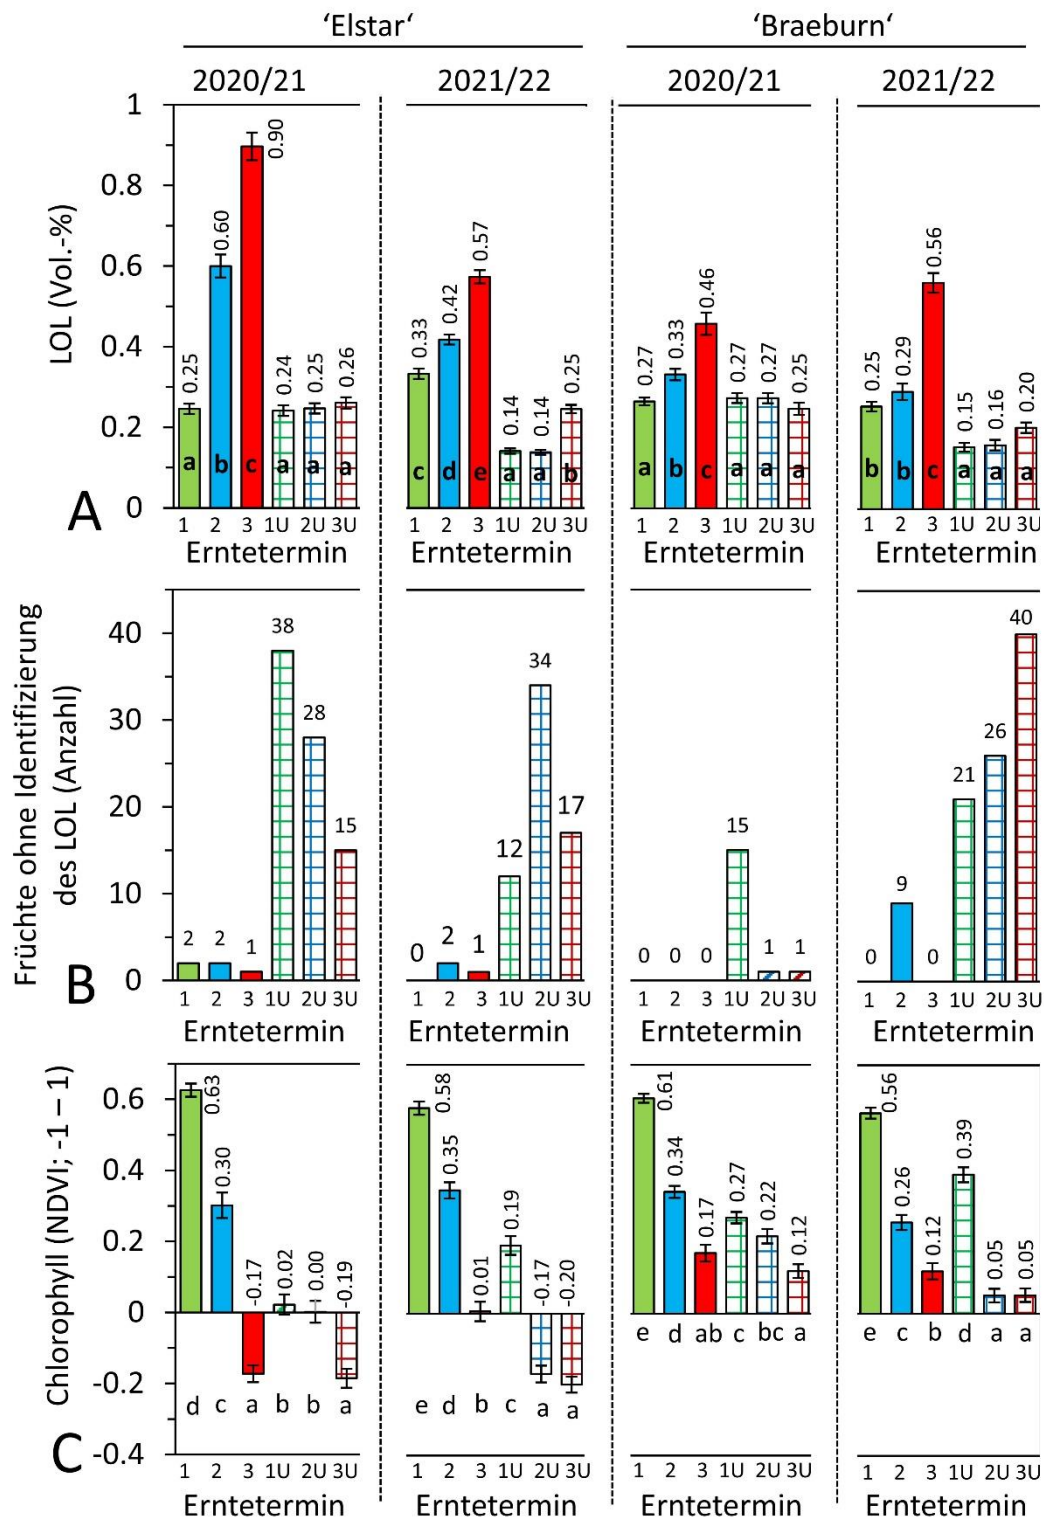 ‘Elstar‘ ‘Braeburn‘
2020/21 2021/22 2020/21 2021/22
A
LOL (Vol.-%)
1
0.8
0.6
0.4
0.2
0
0.25 0.60 0.90 0.24 0.25 0.26
0.33 0.42 0.57 0.14 0.14 0.25
0.27 0.33 0.46 0.27 0.27 0.25
0.25 0.29 0.56 0.15 0.16 0.20
a b c a a a
c d e a a b
a b c a a a
b b c a a a
1 2 3 1U 2U 3U 1 2 3 1U 2U 3U 1 2 3 1U 2U 3U 1 2 3 1U 2U 3U
Erntetermin Erntetermin Erntetermin Erntetermin
B
Früchte ohne Identifizierung
des LOL (Anzahl)
40
30
20
10
0
2 2 1 38 28 15
0 2 1 12 34 17
0 0 0 15 1 1
0 9 0 21 26 40
1 2 3 1U 2U 3U 1 2 3 1U 2U 3U 1 2 3 1U 2U 3U 1 2 3 1U 2U 3U
Erntetermin Erntetermin Erntetermin Erntetermin
C
Chlorophyll (NDVI; -1 – 1)
0.6
0.4
0.2
0
-0.2
-0.4
0.63 0.30 -0.17 0.02 0.00 -0.19
0.58 0.35 0.01 0.19 -0.17 -0.20
0.61 0.34 0.17 0.27 0.22 0.12
0.56 0.26 0.12 0.39 0.05 0.05
d c a b b a
e d b c a a
e d ab c bc a
e c b d a a
1 2 3 1U 2U 3U 1 2 3 1U 2U 3U 1 2 3 1U 2U 3U 1 2 3 1U 2U 3U
Erntetermin Erntetermin Erntetermin Erntetermin